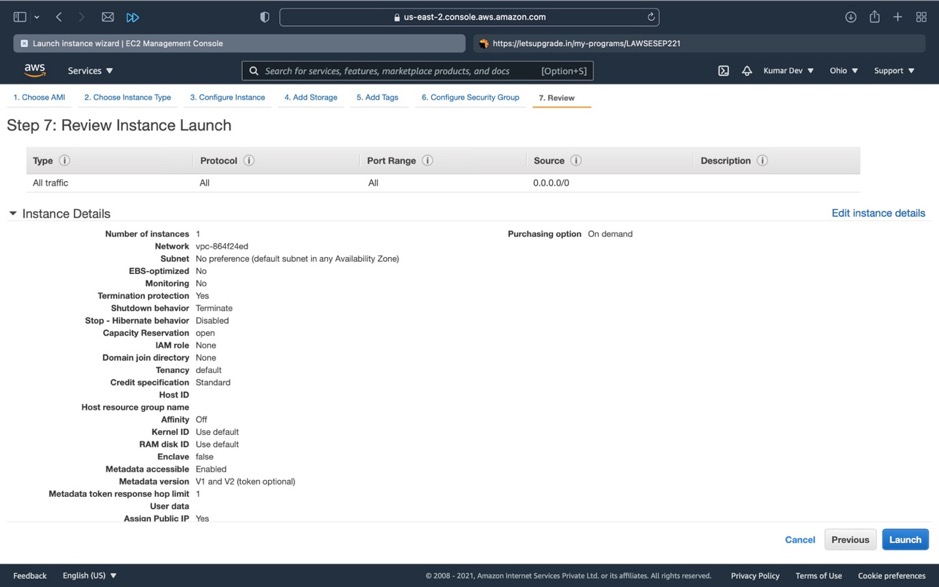 us-east-2.console.aws.amazon.com
Launch instance wizard | EC2 Management Console
https://letsupgrade.in/my-programs/LAWSESEP221
aws Services ▼ Search for services, features, marketplace products, and docs [Option+S] Kumar Dev ▼ Ohio ▼ Support ▼
1. Choose AMI 2. Choose Instance Type 3. Configure Instance 4. Add Storage 5. Add Tags 6. Configure Security Group 7. Review
Step 7: Review Instance Launch
Type Protocol Port Range Source Description
All traffic All All 0.0.0.0/0
Instance Details Edit instance details
Number of instances 1 Purchasing option On demand
Network vpc-864f24ed
Subnet No preference (default subnet in any Availability Zone)
EBS-optimized No
Monitoring No
Termination protection Yes
Shutdown behavior Terminate
Stop - Hibernate behavior Disabled
Capacity Reservation open
IAM role None
Domain join directory None
Tenancy default
Credit specification Standard
Host ID
Host resource group name
Affinity Off
Kernel ID Use default
RAM disk ID Use default
Enclave false
Metadata accessible Enabled
Metadata version V1 and V2 (token optional)
Metadata token response hop limit 1
User data
Assign Public IP Yes
Cancel Previous Launch
Feedback English (US) ▼ © 2008 - 2021, Amazon Internet Services Private Ltd. or its affiliates. All rights reserved. Privacy Policy Terms of Use Cookie preferences